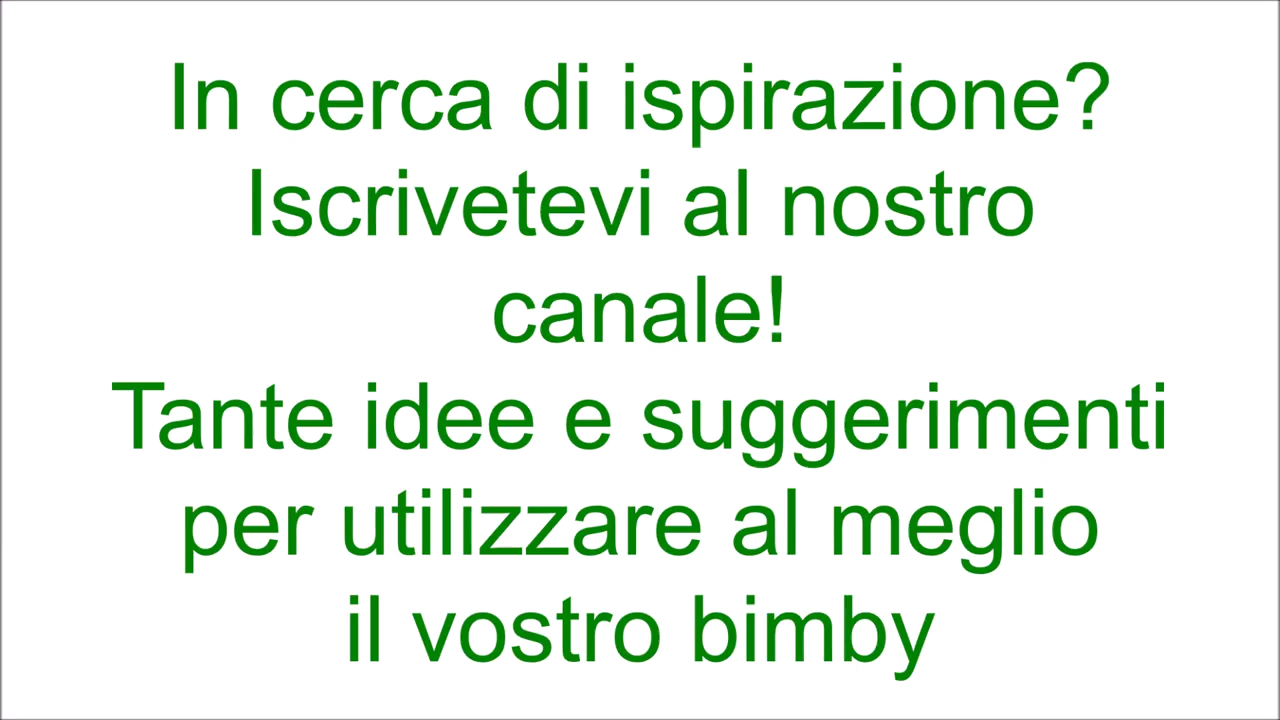 In cerca di ispirazione?
Iscrivetevi al nostro
canale!
Tante idee e suggerimenti
per utilizzare al meglio
il vostro bimby